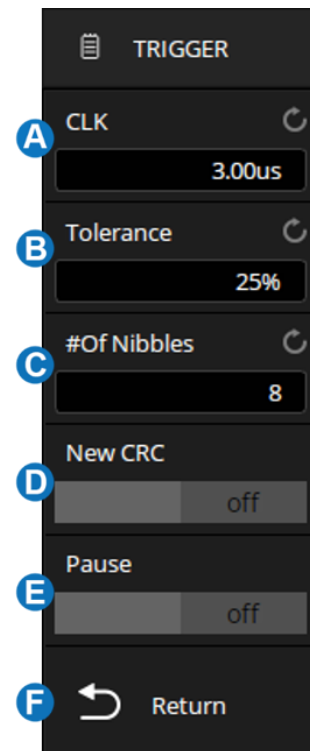 TRIGGER
A
CLK
3.00us
B
Tolerance
25%
C
#Of Nibbles
8
D
New CRC
off
E
Pause
off
F
Return